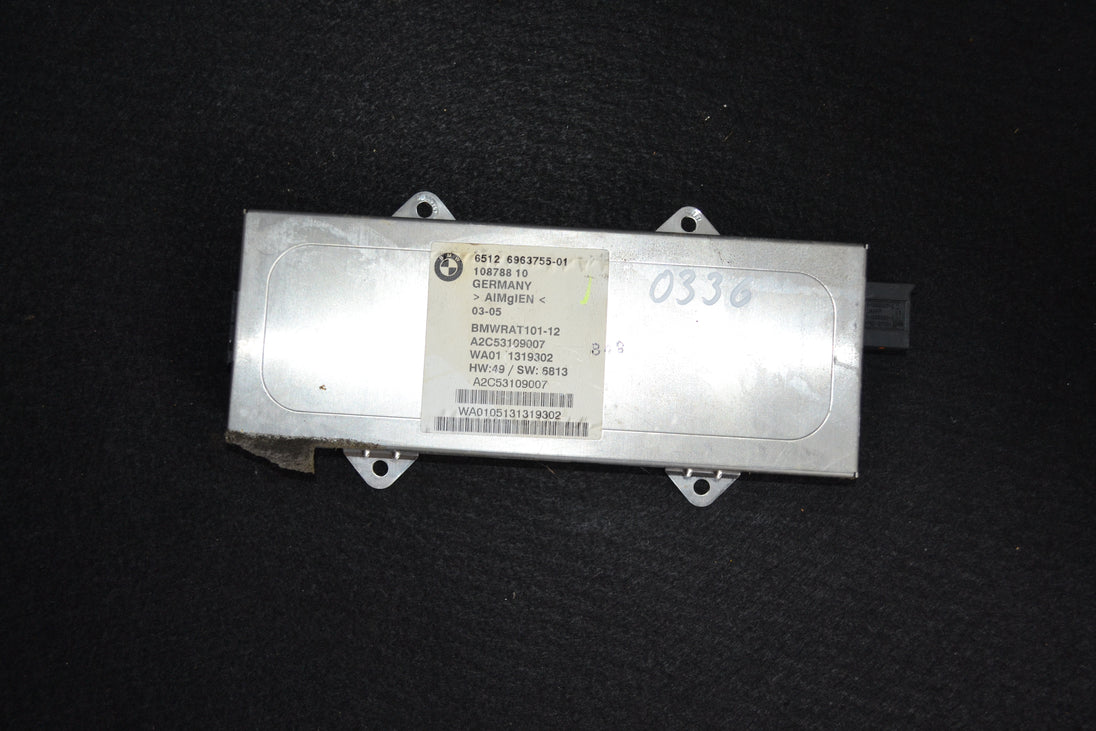 6512 6963755-01
108788 10
GERMANY
> AlMglEN <
03-05
BMWRAT101-12
A2C53109007
WA01 1319302
HW:49 / SW: 6813
A2C53109007
WA0105131319302
0336